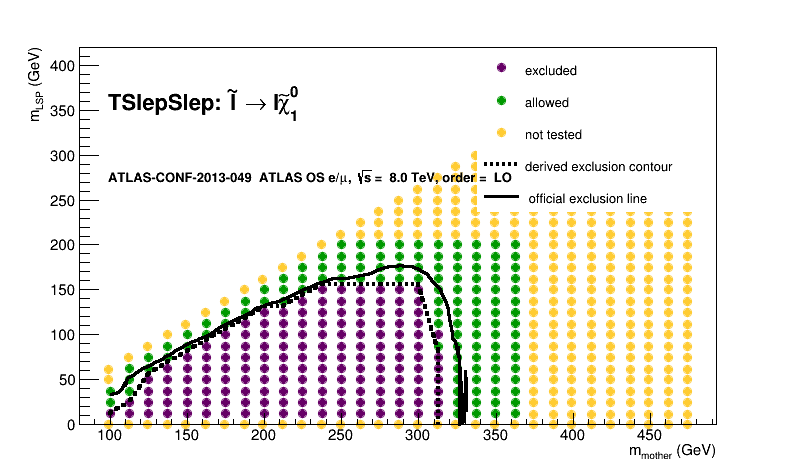 m_LSP (GeV)
400
350
300
250
200
150
100
50
0
TSlepSlep: l̃ → lχ̃⁰₁
ATLAS-CONF-2013-049 ATLAS OS e/μ, √s = 8.0 TeV, order = LO
excluded
allowed
not tested
derived exclusion contour
official exclusion line
100 150 200 250 300 350 400 450
m_mother (GeV)